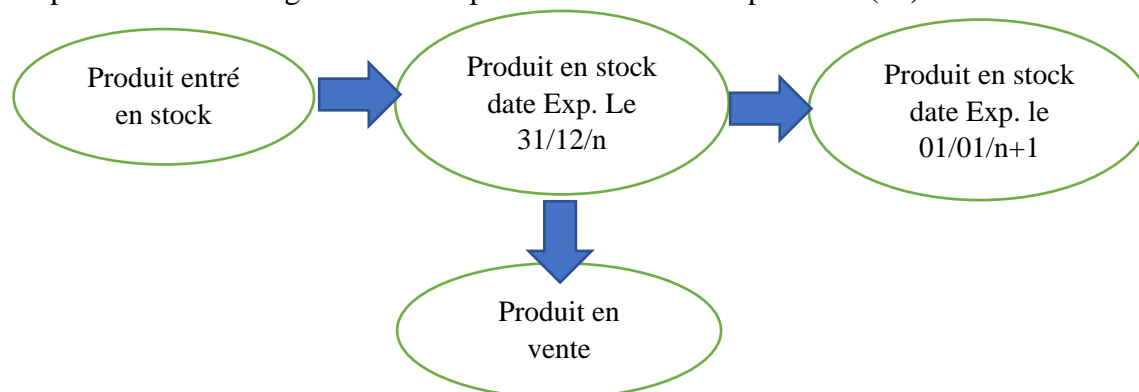 Produit entré
en stock
Produit en stock
date Exp. Le
31/12/n
Produit en stock
date Exp. le
01/01/n+1
Produit en
vente